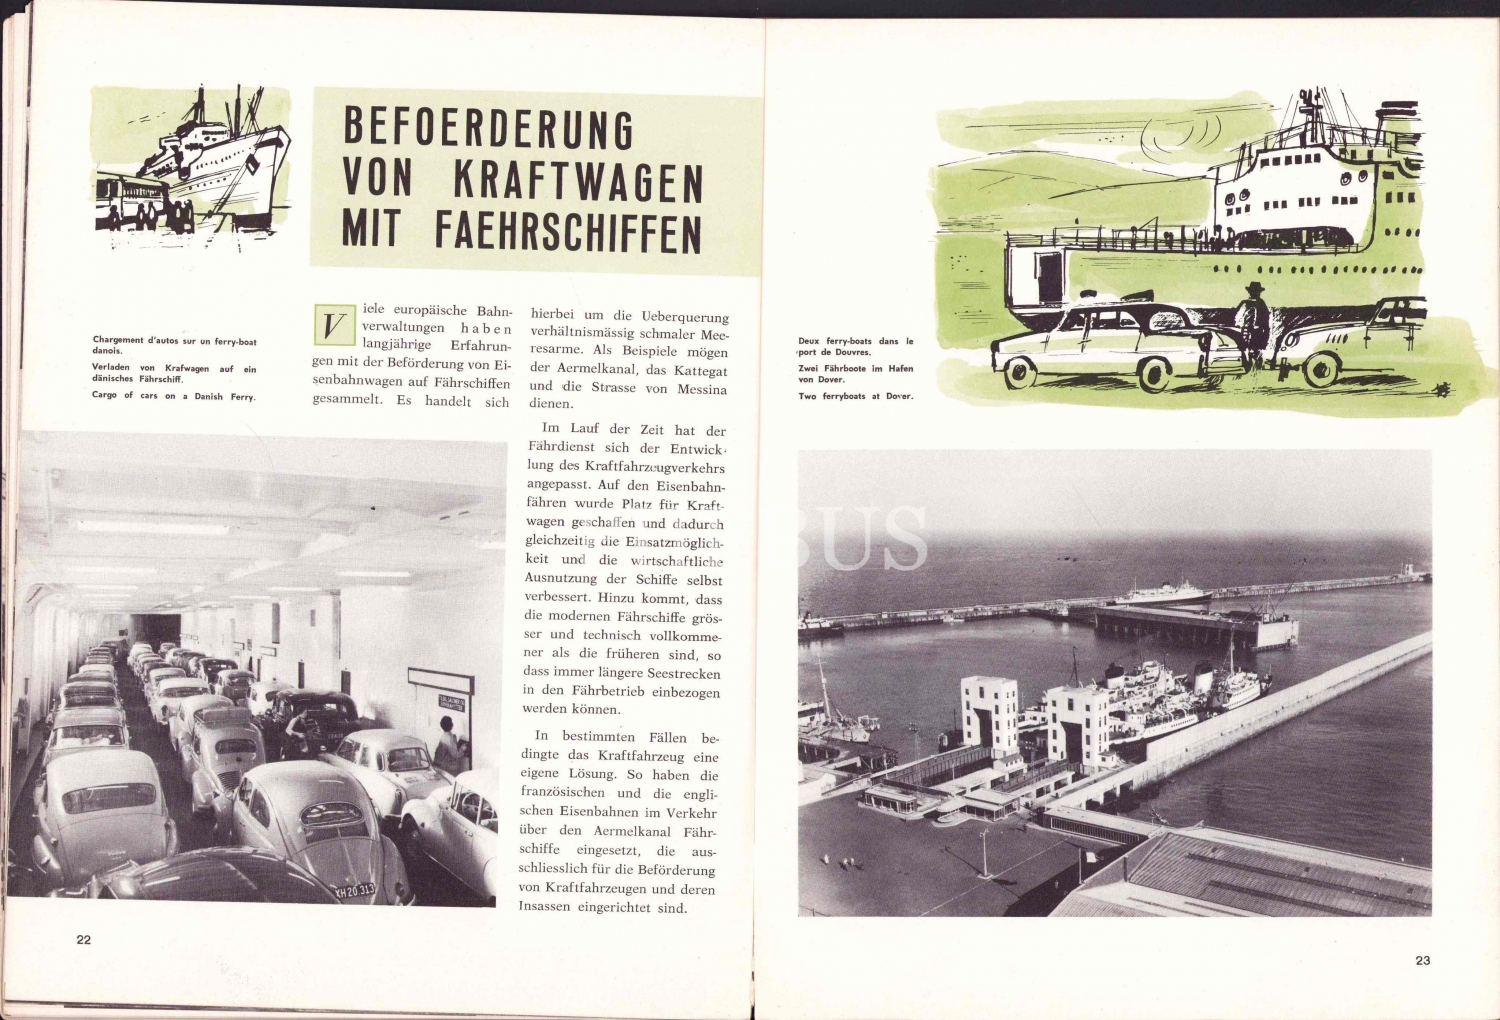 BEFOERDERUNG
VON KRAFTWAGEN
MIT FAEHRSCHIFFEN
Chargement d'autos sur un ferry-boat
danois.
Verladen von Krafwagen auf ein
dänisches Fährschiff.
Cargo of cars on a Danish Ferry.
Viele europäische Bahn-
verwaltungen haben
langjährige Erfahrun-
gen mit der Beförderung von Ei-
senbahnwagen auf Fährschiffen
gesammelt. Es handelt sich
hierbei um die Ueberquerung
verhältnismässig schmaler Mee-
resarme. Als Beispiele mögen
der Aermelkanal, das Kattegat
und die Strasse von Messina
dienen.
Im Lauf der Zeit hat der
Fährdienst sich der Entwick-
lung des Kraftfahrzeugverkehrs
angepasst. Auf den Eisenbahn-
fähren wurde Platz für Kraft-
wagen geschaffen und dadurch
gleichzeitig die Einsatzmöglich-
keit und die wirtschaftliche
Ausnutzung der Schiffe selbst
verbessert. Hinzu kommt, dass
die modernen Fährschiffe grös-
ser und technisch vollkomme-
ner als die früheren sind, so
dass immer längere Seestrecken
in den Fährbetrieb einbezogen
werden können.
In bestimmten Fällen be-
dingte das Kraftfahrzeug eine
eigene Lösung. So haben die
französischen und die engli-
schen Eisenbahnen im Verkehr
über den Aermelkanal Fähr-
schiffe eingesetzt, die aus-
schliesslich für die Beförderung
von Kraftfahrzeugen und deren
Insassen eingerichtet sind.
XH20.313
22
Deux ferry-boats dans le
port de Douvres.
Zwei Fährboote im Hafen
von Dover.
Two ferryboats at Dover.
BUS
23